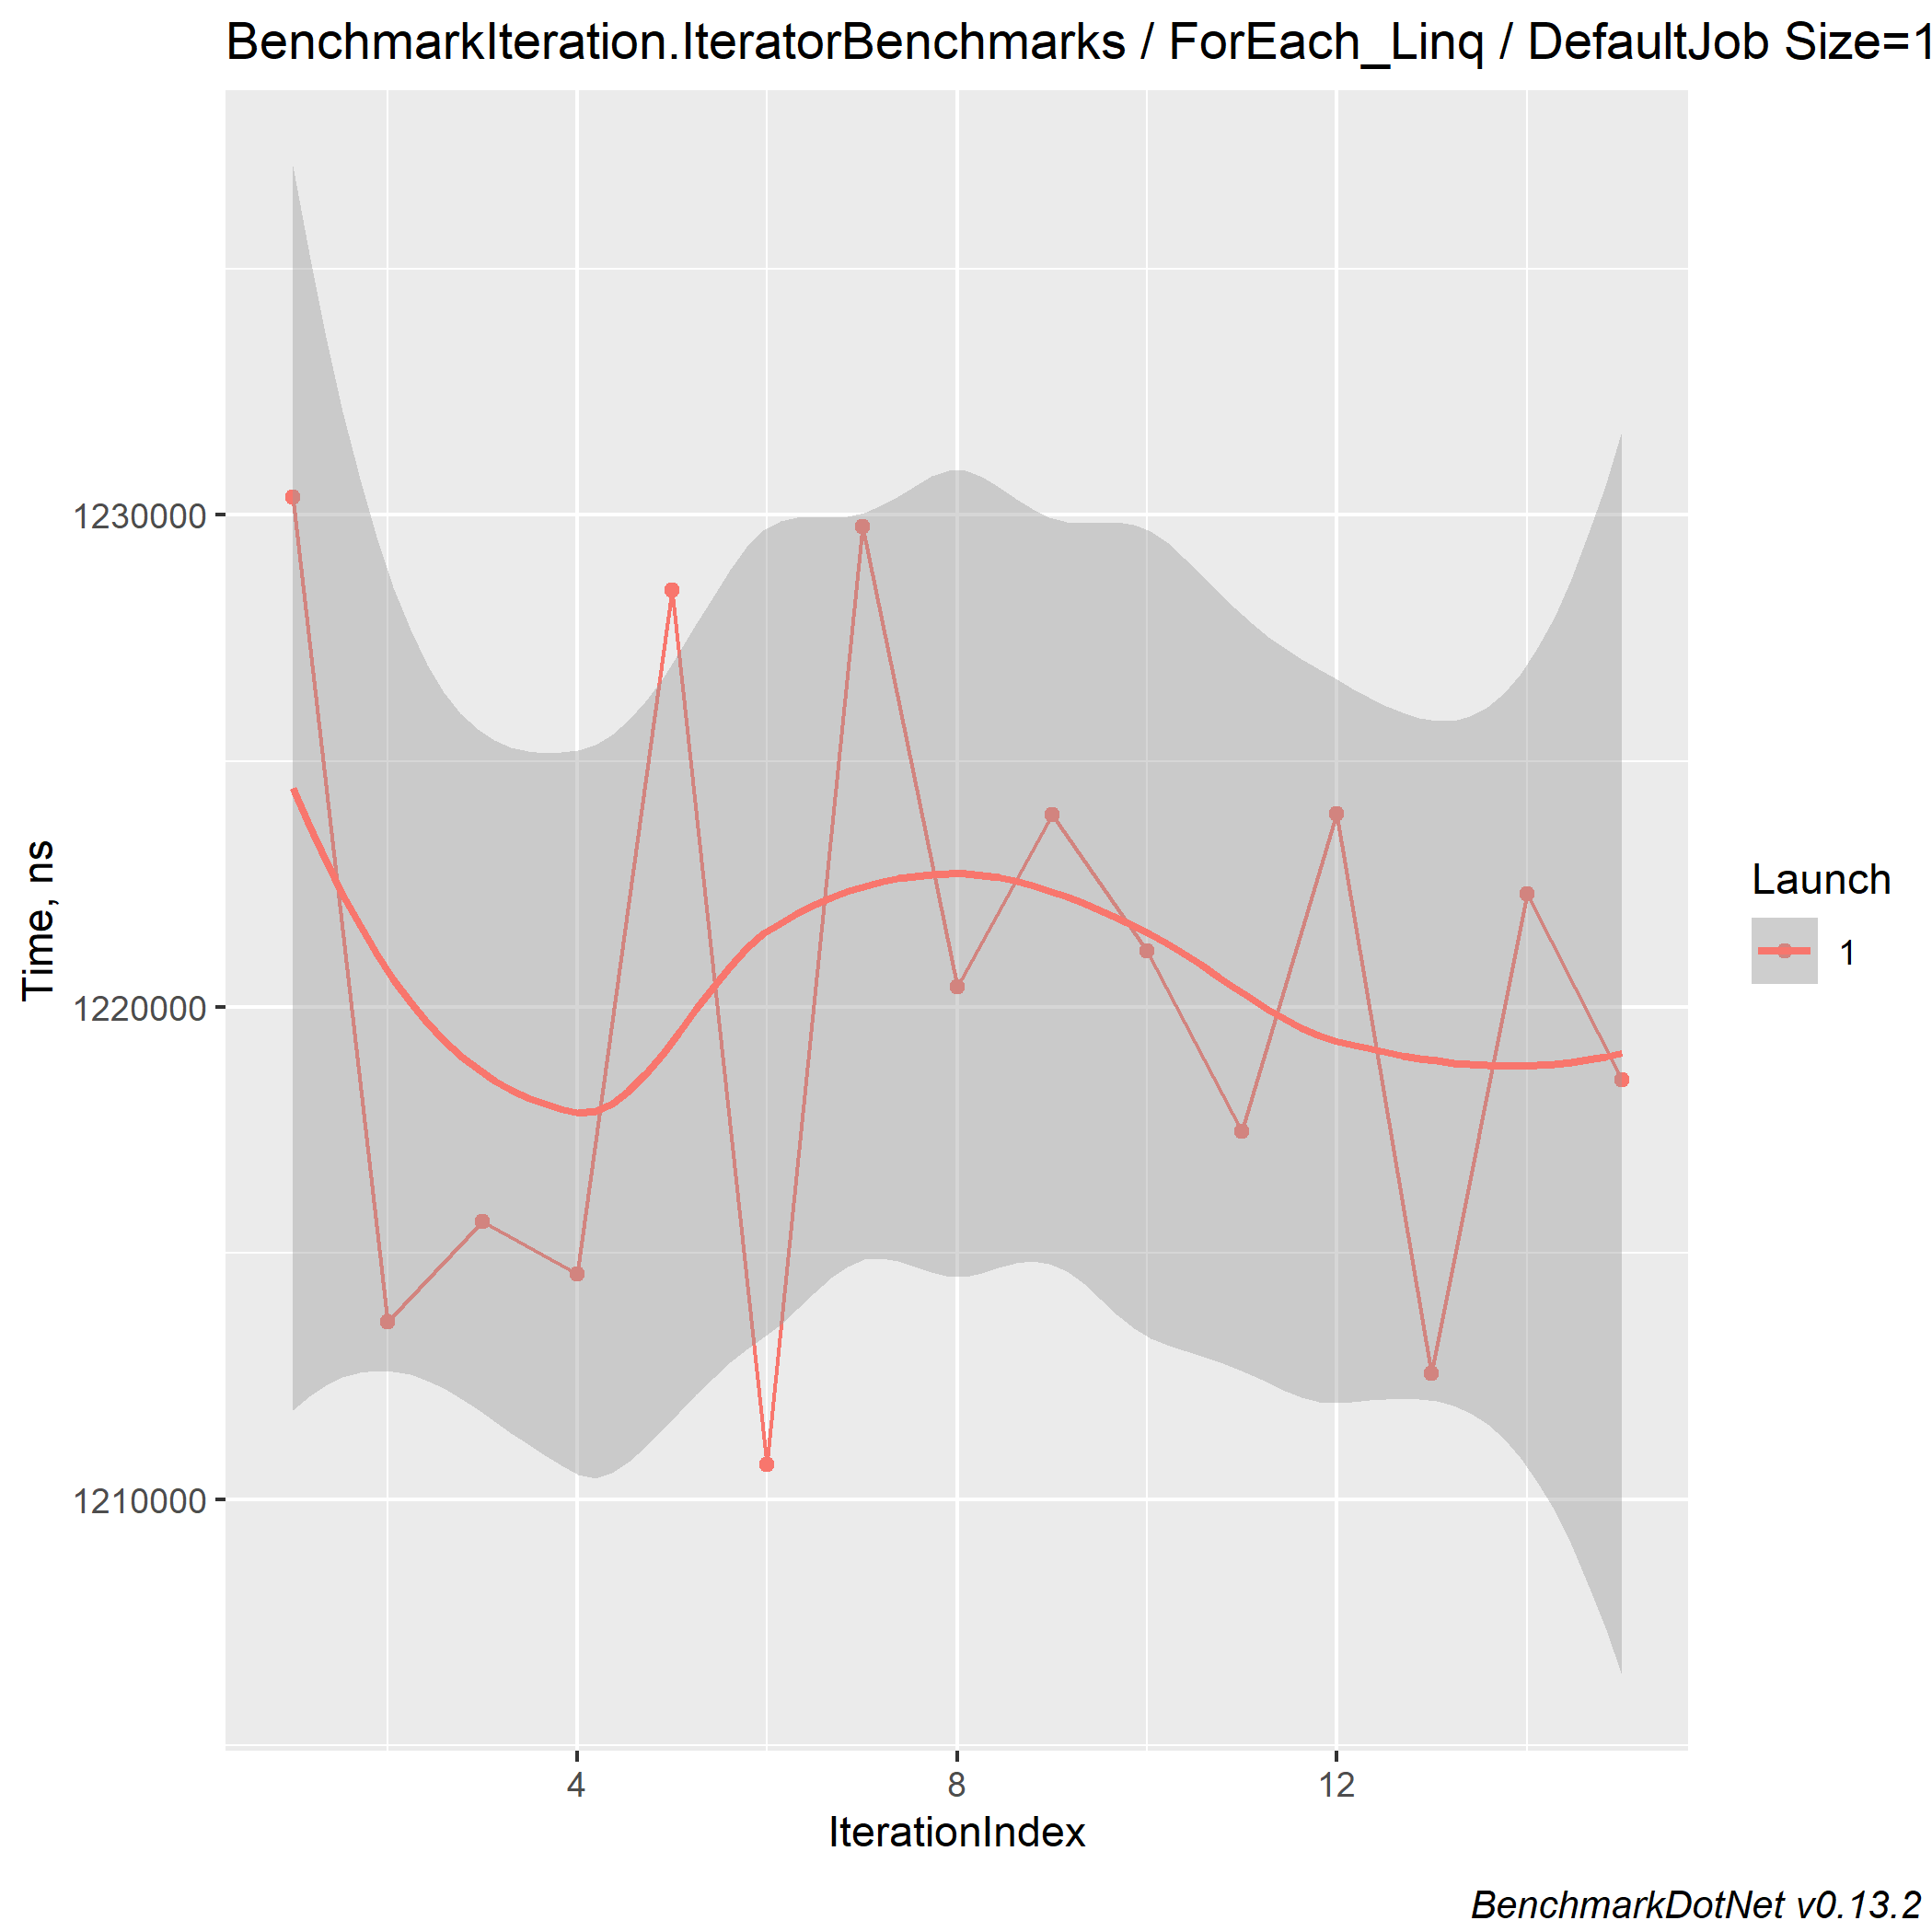 BenchmarkIteration.IteratorBenchmarks / ForEach_Linq / DefaultJob Size=1
Time, ns
1230000
1220000
1210000
4 8 12
IterationIndex
Launch
1
BenchmarkDotNet v0.13.2